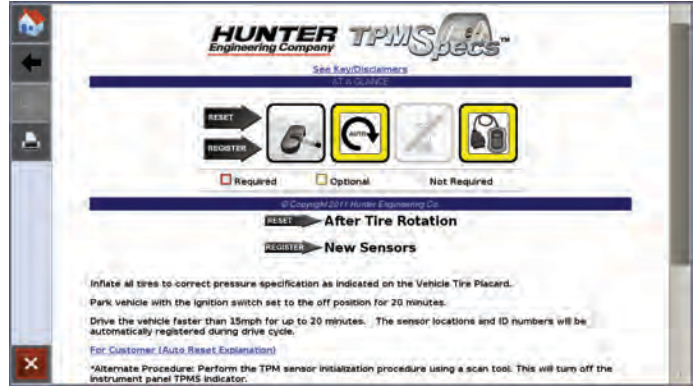 HUNTER
Engineering Company
TPMSpecs™
See Key/Disclaimers
AT A GLANCE
RESET
AUTO
REGISTER
Required Optional Not Required
© Copyright 2011 Hunter Engineering Co.
RESET After Tire Rotation
REGISTER New Sensors
Inflate all tires to correct pressure specification as indicated on the Vehicle Tire Placard.
Park vehicle with the ignition switch set to the off position for 20 minutes.
Drive the vehicle faster than 15mph for up to 20 minutes. The sensor locations and ID numbers will be
automatically registered during drive cycle.
For Customer (Auto Reset Explanation)
*Alternate Procedure: Perform the TPM sensor initialization procedure using a scan tool. This will turn off the
instrument panel TPMS indicator.